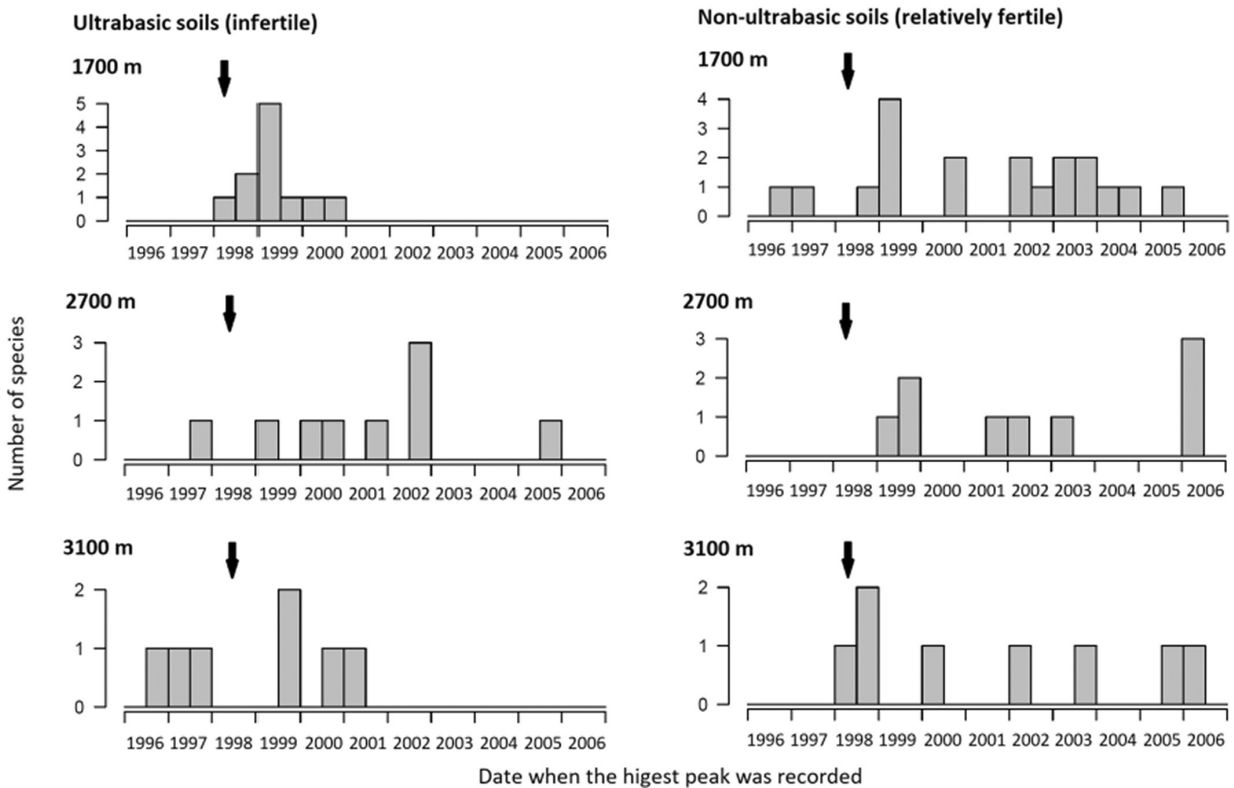 Ultrabasic soils (infertile)
Non-ultrabasic soils (relatively fertile)
1700 m
5
4
3
2
1
0
1996 1997 1998 1999 2000 2001 2002 2003 2004 2005 2006
1700 m
4
3
2
1
0
1996 1997 1998 1999 2000 2001 2002 2003 2004 2005 2006
Number of species
2700 m
3
2
1
0
1996 1997 1998 1999 2000 2001 2002 2003 2004 2005 2006
2700 m
3
2
1
0
1996 1997 1998 1999 2000 2001 2002 2003 2004 2005 2006
3100 m
2
1
0
1996 1997 1998 1999 2000 2001 2002 2003 2004 2005 2006
3100 m
2
1
0
1996 1997 1998 1999 2000 2001 2002 2003 2004 2005 2006
Date when the higest peak was recorded